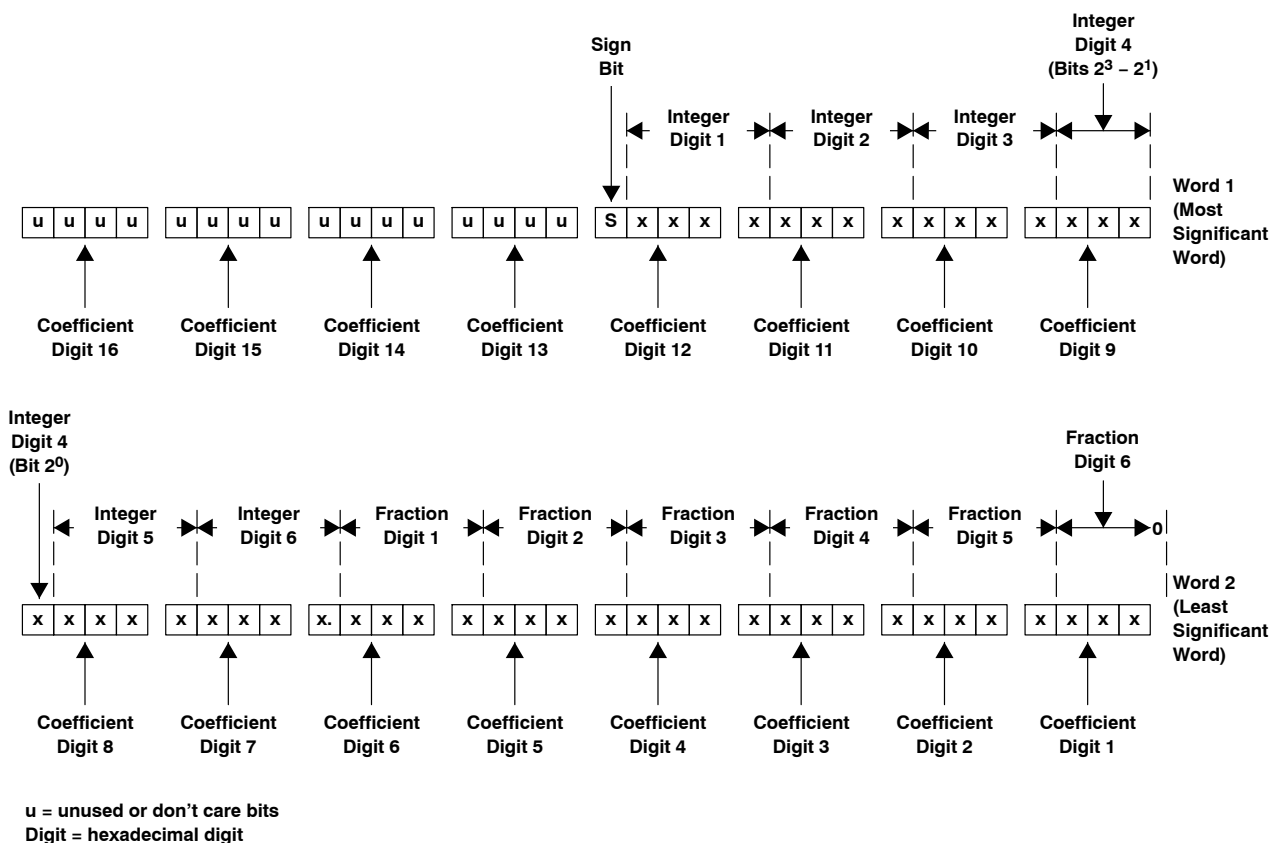 Integer
Digit 4
(Bits 2³ – 2¹)
Sign
Bit
Integer
Digit 1
Integer
Digit 2
Integer
Digit 3
u u u u u u u u u u u u u u u u S x x x x x x x x x x x x x x x
Word 1
(Most
Significant
Word)
Coefficient
Digit 16
Coefficient
Digit 15
Coefficient
Digit 14
Coefficient
Digit 13
Coefficient
Digit 12
Coefficient
Digit 11
Coefficient
Digit 10
Coefficient
Digit 9
Integer
Digit 4
(Bit 2⁰)
Integer
Digit 5
Integer
Digit 6
Fraction
Digit 1
Fraction
Digit 2
Fraction
Digit 3
Fraction
Digit 4
Fraction
Digit 5
Fraction
Digit 6
0
x x x x x x x x x. x x x x x x x x x x x x x x x x x x x x x x x
Word 2
(Least
Significant
Word)
Coefficient
Digit 8
Coefficient
Digit 7
Coefficient
Digit 6
Coefficient
Digit 5
Coefficient
Digit 4
Coefficient
Digit 3
Coefficient
Digit 2
Coefficient
Digit 1
u = unused or don't care bits
Digit = hexadecimal digit